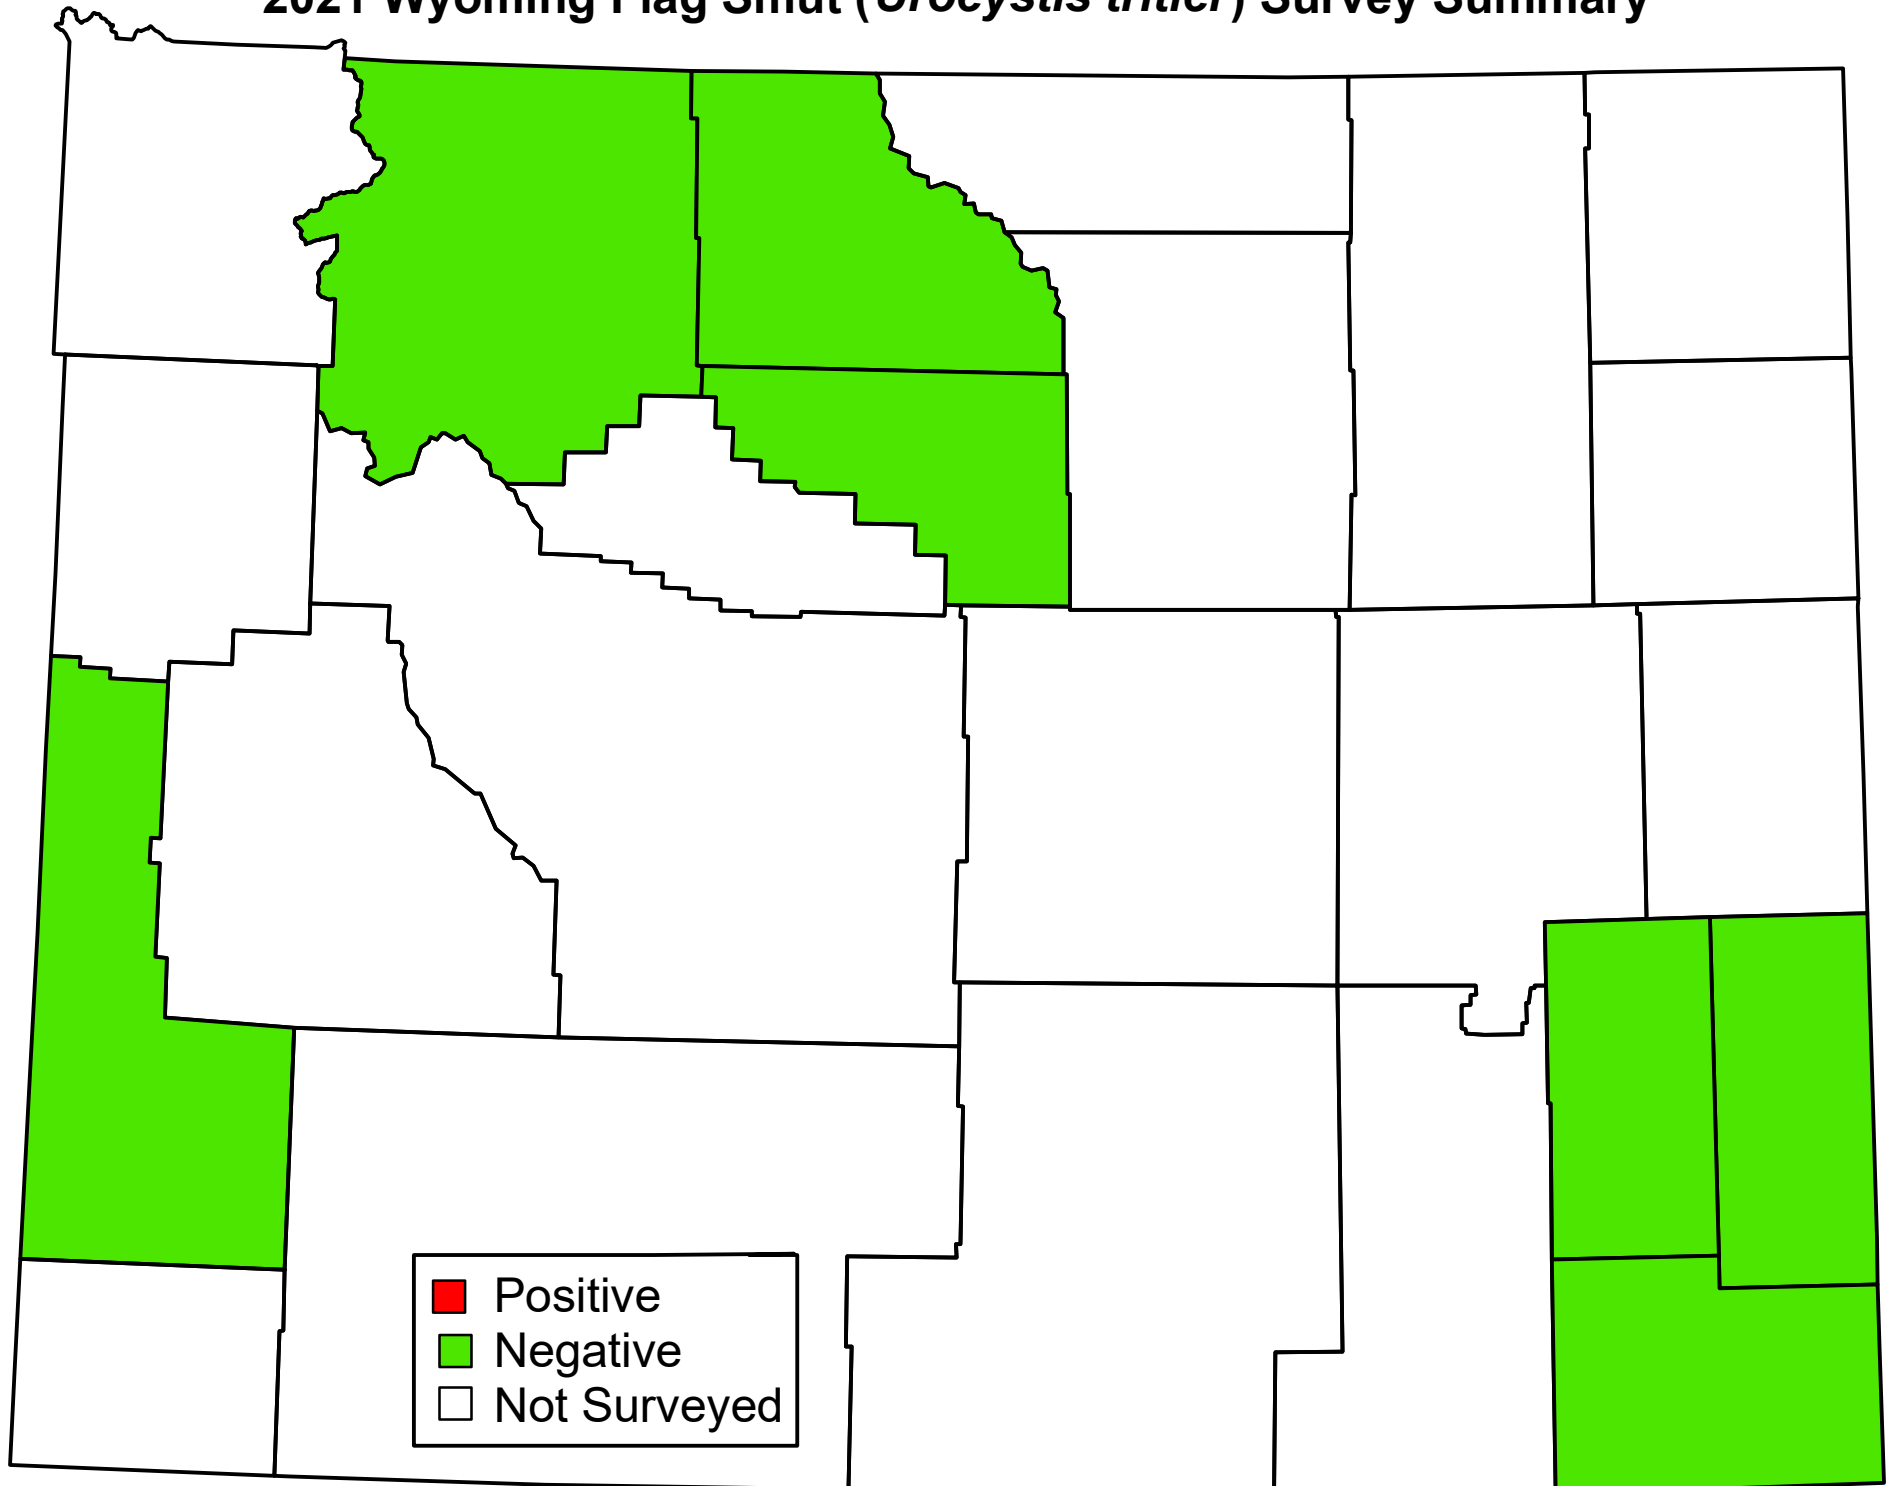 2021 Wyoming Flag Smut (Urocystis tritici) Survey Summary
Positive
Negative
Not Surveyed